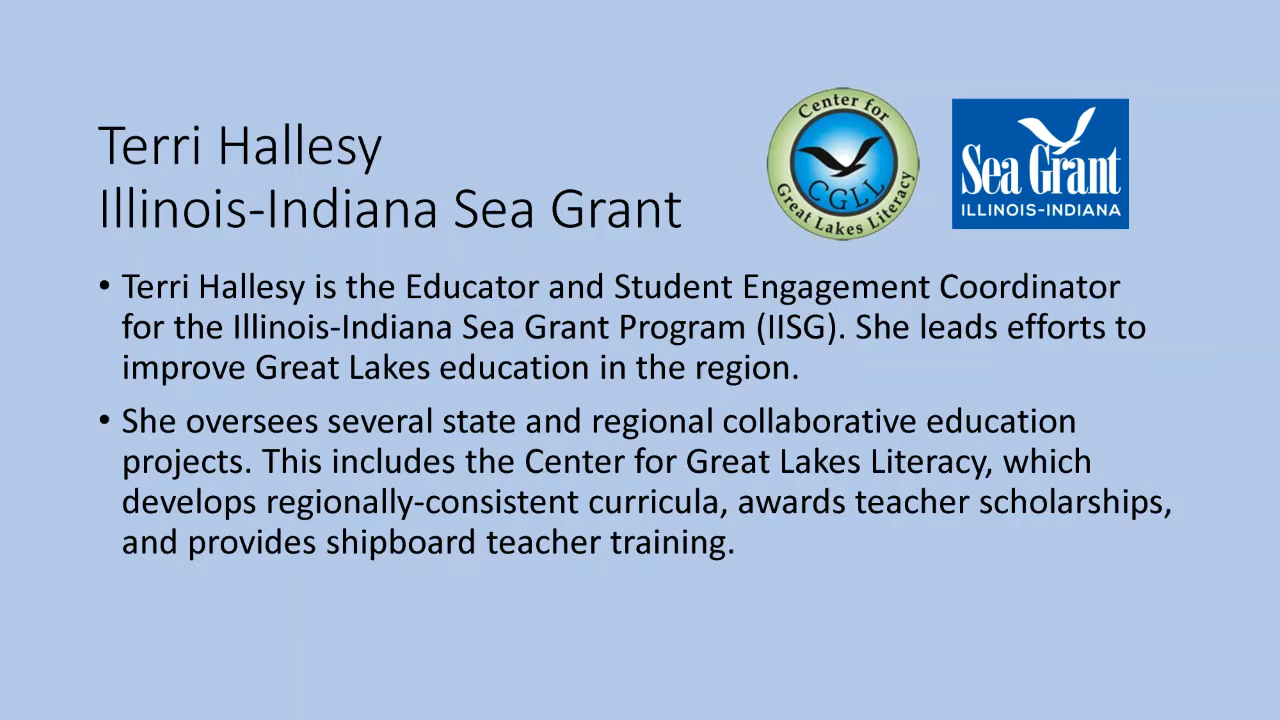 Terri Hallesy
Illinois-Indiana Sea Grant
Center for
CGLL
Great Lakes Literacy
Sea Grant
ILLINOIS-INDIANA
• Terri Hallesy is the Educator and Student Engagement Coordinator
for the Illinois-Indiana Sea Grant Program (IISG). She leads efforts to
improve Great Lakes education in the region.
• She oversees several state and regional collaborative education
projects. This includes the Center for Great Lakes Literacy, which
develops regionally-consistent curricula, awards teacher scholarships,
and provides shipboard teacher training.